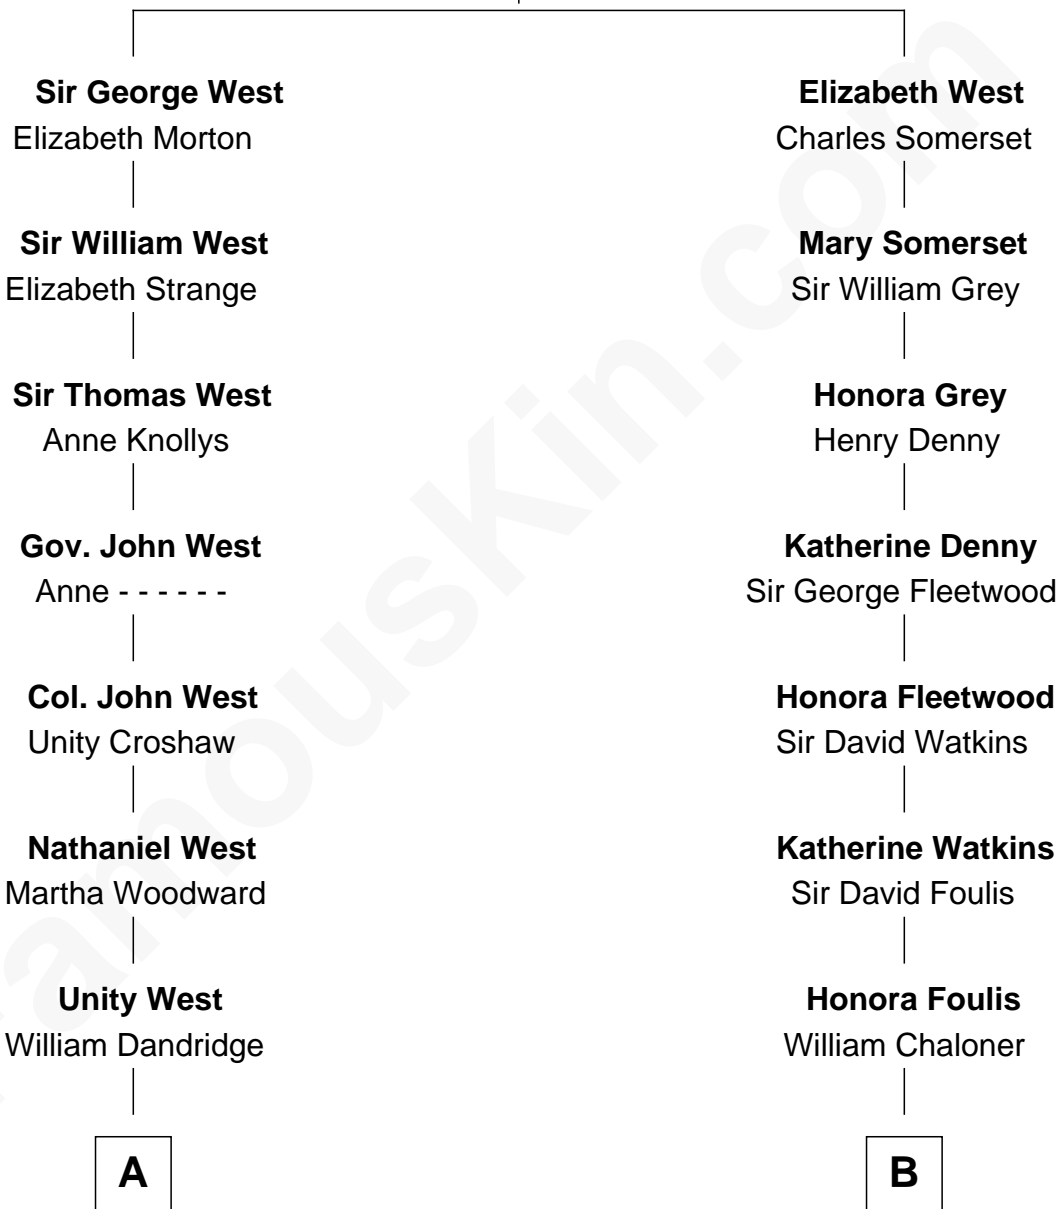 Sir George West
Elizabeth Morton
Sir William West
Elizabeth Strange
Sir Thomas West
Anne Knollys
Gov. John West
Anne - - - - - -
Col. John West
Unity Croshaw
Nathaniel West
Martha Woodward
Unity West
William Dandridge
A
Elizabeth West
Charles Somerset
Mary Somerset
Sir William Grey
Honora Grey
Henry Denny
Katherine Denny
Sir George Fleetwood
Honora Fleetwood
Sir David Watkins
Katherine Watkins
Sir David Foulis
Honora Foulis
William Chaloner
B
FamousKin.com